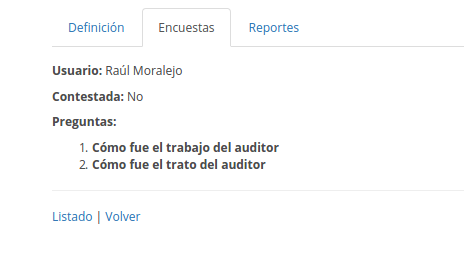 Definición Encuestas Reportes
Usuario: Raúl Moralejo
Contestada: No
Preguntas:
1. Cómo fue el trabajo del auditor
2. Cómo fue el trato del auditor
Listado | Volver